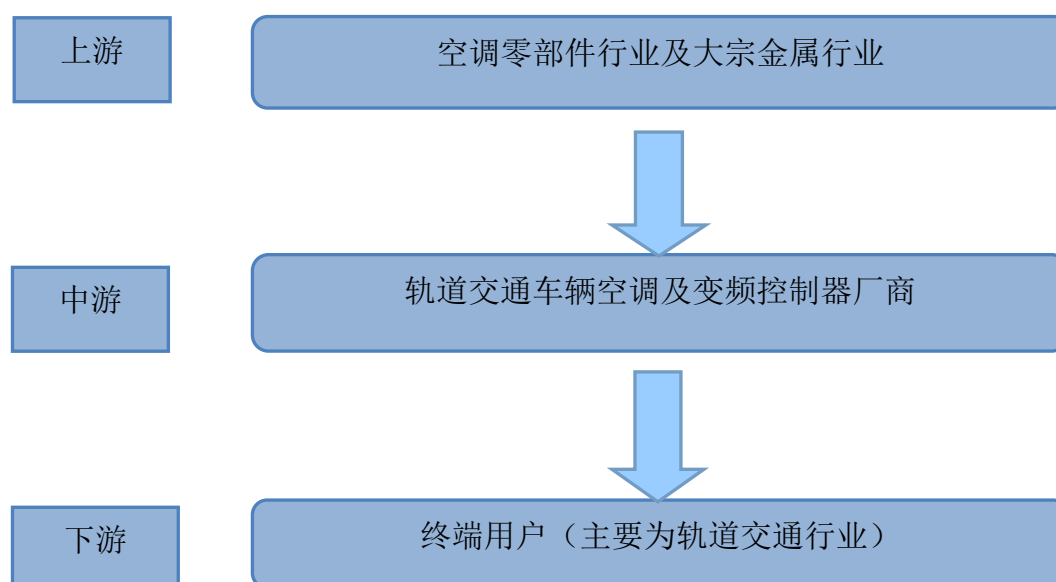 上游
空调零部件行业及大宗金属行业
中游
轨道交通车辆空调及变频控制器厂商
下游
终端用户（主要为轨道交通行业）